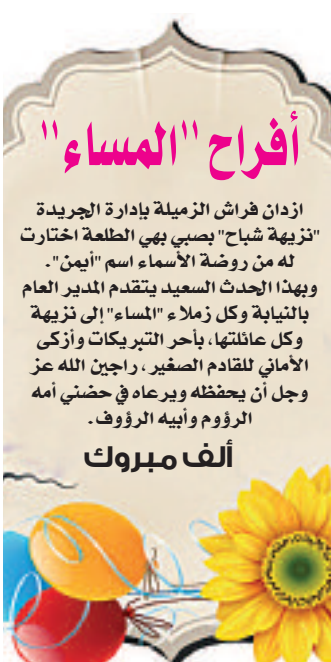 أفراح "المساء"
ازدان فراش الزميلة بإدارة الجريدة
"نزيهة شباح" بصبي بهي الطلعة اختارت
له من روضة الأسماء اسم "أيمن".
وبهذا الحدث السعيد يتقدم المدير العام
بالنيابة وكل زملاء "المساء" إلى نزيهة
وكل عائلتها، بأحر التبريكات وأزكى
الأماني للقادم الصغير، راجين الله عز
وجل أن يحفظه ويرعاه في حضني أمه
الرؤوم وأبيه الرؤوف.
ألف مبروك